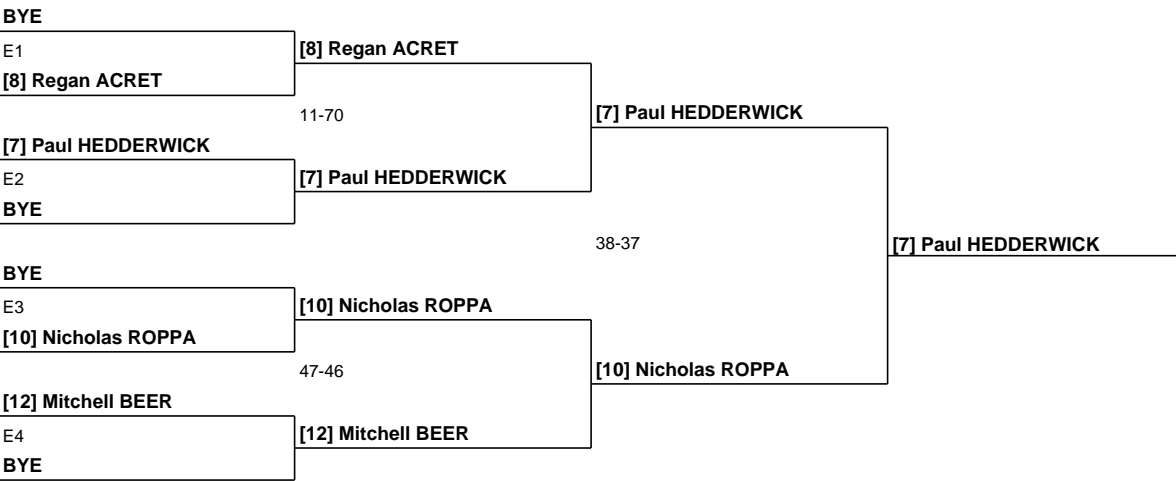 BYE
E1
[8] Regan ACRET
[8] Regan ACRET
11-70
[7] Paul HEDDERWICK
[7] Paul HEDDERWICK
E2
[7] Paul HEDDERWICK
BYE
38-37
[7] Paul HEDDERWICK
BYE
E3
[10] Nicholas ROPPA
[10] Nicholas ROPPA
47-46
[10] Nicholas ROPPA
[12] Mitchell BEER
E4
[12] Mitchell BEER
BYE